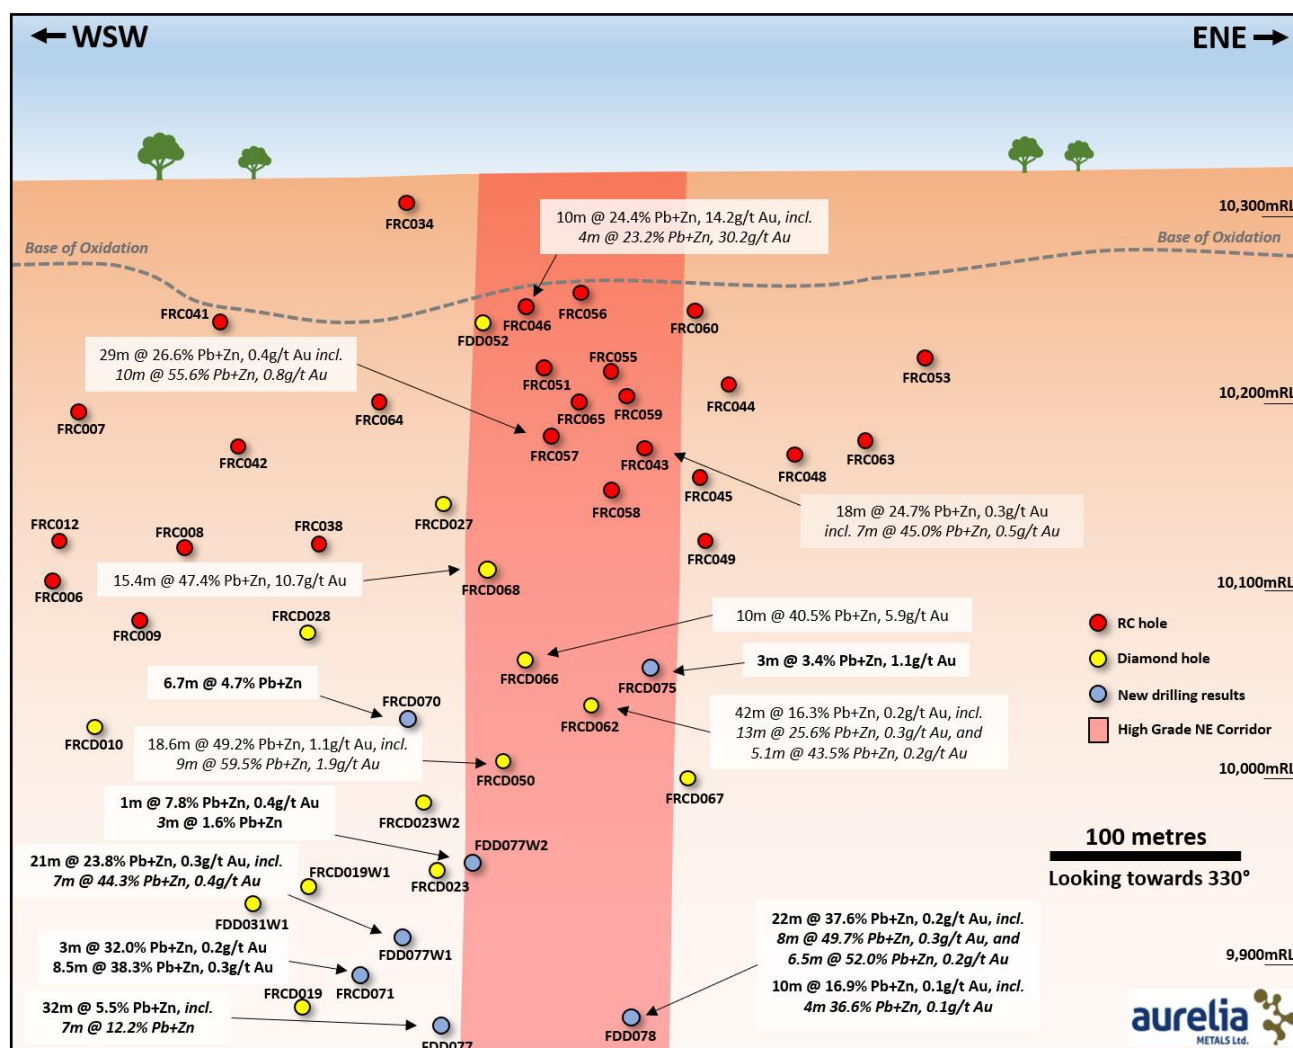 ← WSW
ENE →
FRC034
10m @ 24.4% Pb+Zn, 14.2g/t Au, incl.
4m @ 23.2% Pb+Zn, 30.2g/t Au
10,300mRL
Base of Oxidation
Base of Oxidation
FRC041
FRC046
FRC056
FRC060
FDD052
29m @ 26.6% Pb+Zn, 0.4g/t Au incl.
10m @ 55.6% Pb+Zn, 0.8g/t Au
FRC055
FRC051
FRC053
FRC044
10,200mRL
FRC007
FRC064
FRC065
FRC059
FRC042
FRC057
FRC043
FRC048
FRC063
FRC045
FRC058
18m @ 24.7% Pb+Zn, 0.3g/t Au
incl. 7m @ 45.0% Pb+Zn, 0.5g/t Au
FRCD027
FRC012
FRC008
FRC038
FRC049
15.4m @ 47.4% Pb+Zn, 10.7g/t Au
FRC006
FRCD068
10,100mRL
FRCD028
FRC009
10m @ 40.5% Pb+Zn, 5.9g/t Au
RC hole
Diamond hole
New drilling results
High Grade NE Corridor
FRCD066
FRCD075
3m @ 3.4% Pb+Zn, 1.1g/t Au
6.7m @ 4.7% Pb+Zn
FRCD070
FRCD062
42m @ 16.3% Pb+Zn, 0.2g/t Au, incl.
13m @ 25.6% Pb+Zn, 0.3g/t Au, and
5.1m @ 43.5% Pb+Zn, 0.2g/t Au
FRCD010
18.6m @ 49.2% Pb+Zn, 1.1g/t Au, incl.
9m @ 59.5% Pb+Zn, 1.9g/t Au
FRCD050
10,000mRL
FRCD067
1m @ 7.8% Pb+Zn, 0.4g/t Au
3m @ 1.6% Pb+Zn
FRCD023W2
100 metres
Looking towards 330°
FDD077W2
21m @ 23.8% Pb+Zn, 0.3g/t Au, incl.
7m @ 44.3% Pb+Zn, 0.4g/t Au
FRCD019W1
FRCD023
FDD031W1
22m @ 37.6% Pb+Zn, 0.2g/t Au, incl.
8m @ 49.7% Pb+Zn, 0.3g/t Au, and
6.5m @ 52.0% Pb+Zn, 0.2g/t Au
10m @ 16.9% Pb+Zn, 0.1g/t Au, incl.
4m 36.6% Pb+Zn, 0.1g/t Au
3m @ 32.0% Pb+Zn, 0.2g/t Au
8.5m @ 38.3% Pb+Zn, 0.3g/t Au
FDD077W1
9,900mRL
FRCD019
FRCD071
32m @ 5.5% Pb+Zn, incl.
7m @ 12.2% Pb+Zn
FDD077
FDD078
aurelia
METALS Ltd.